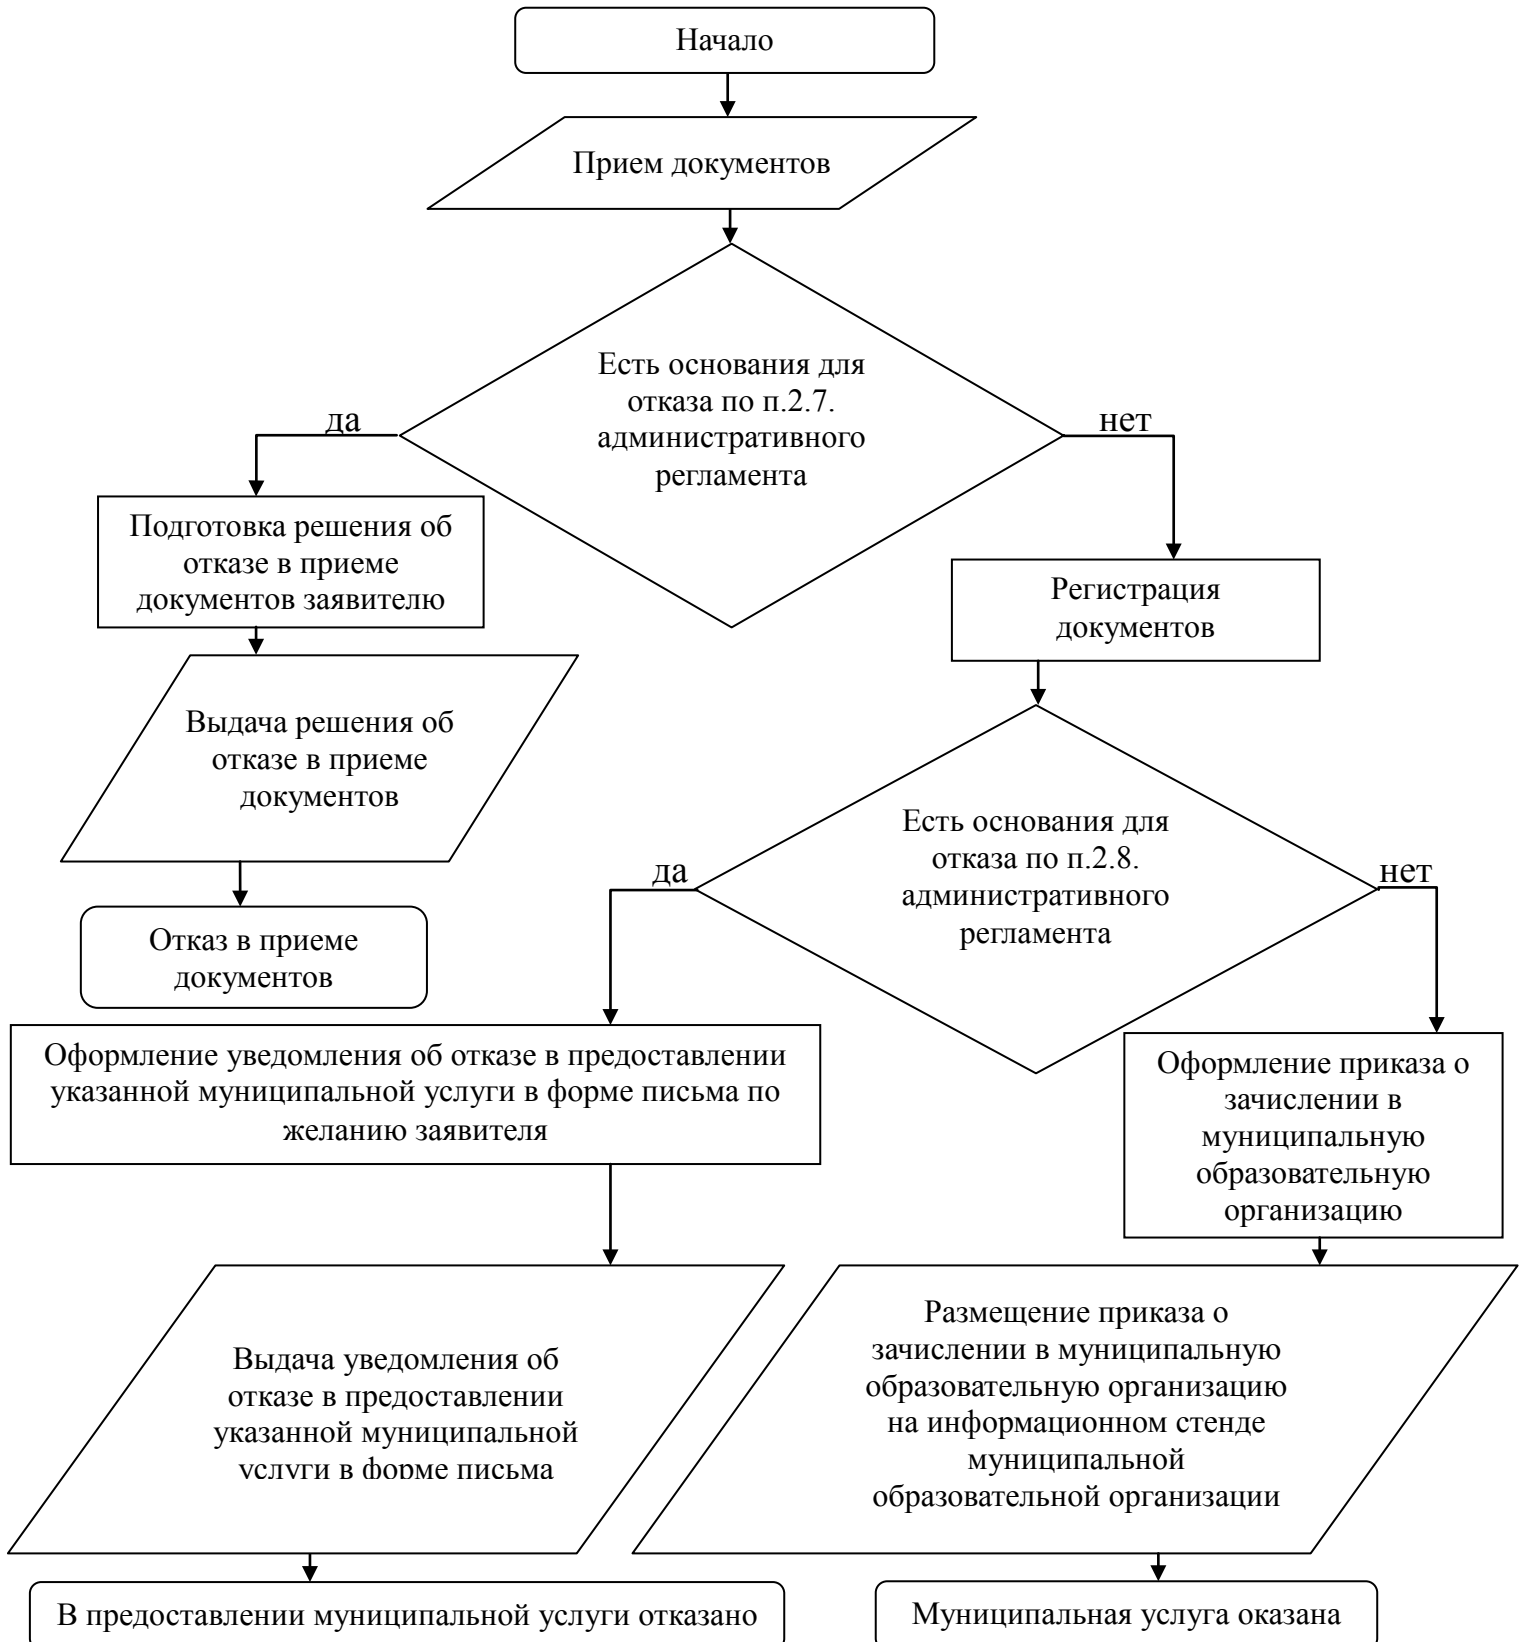 Начало
Прием документов
Есть основания для
отказа по п.2.7.
административного
регламента
да
нет
Подготовка решения об
отказе в приеме
документов заявителю
Регистрация
документов
Выдача решения об
отказе в приеме
документов
Есть основания для
отказа по п.2.8.
административного
регламента
да
нет
Отказ в приеме
документов
Оформление уведомления об отказе в предоставлении
указанной муниципальной услуги в форме письма по
желанию заявителя
Оформление приказа о
зачислении в
муниципальную
образовательную
организацию
Выдача уведомления об
отказе в предоставлении
указанной муниципальной
услуги в форме письма
Размещение приказа о
зачислении в муниципальную
образовательную организацию
на информационном стенде
муниципальной
образовательной организации
В предоставлении муниципальной услуги отказано
Муниципальная услуга оказана